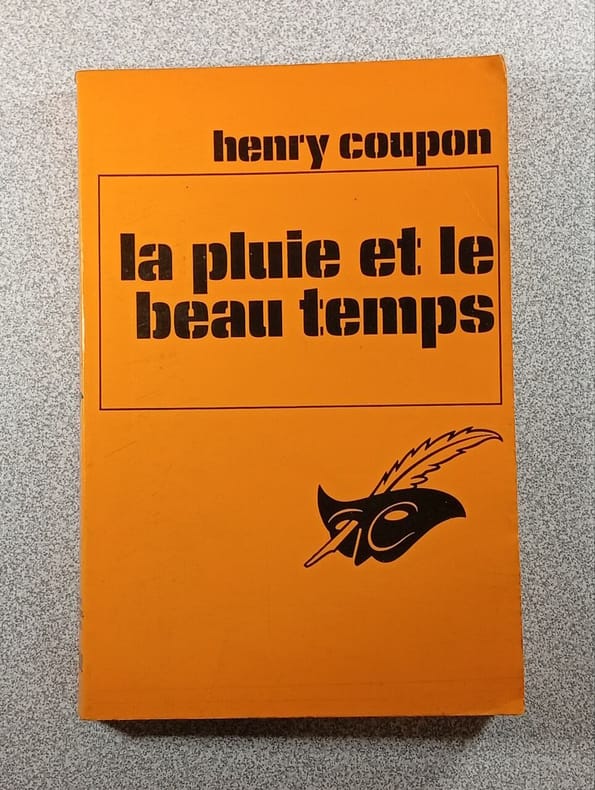 henry coupon
la pluie et le
beau temps